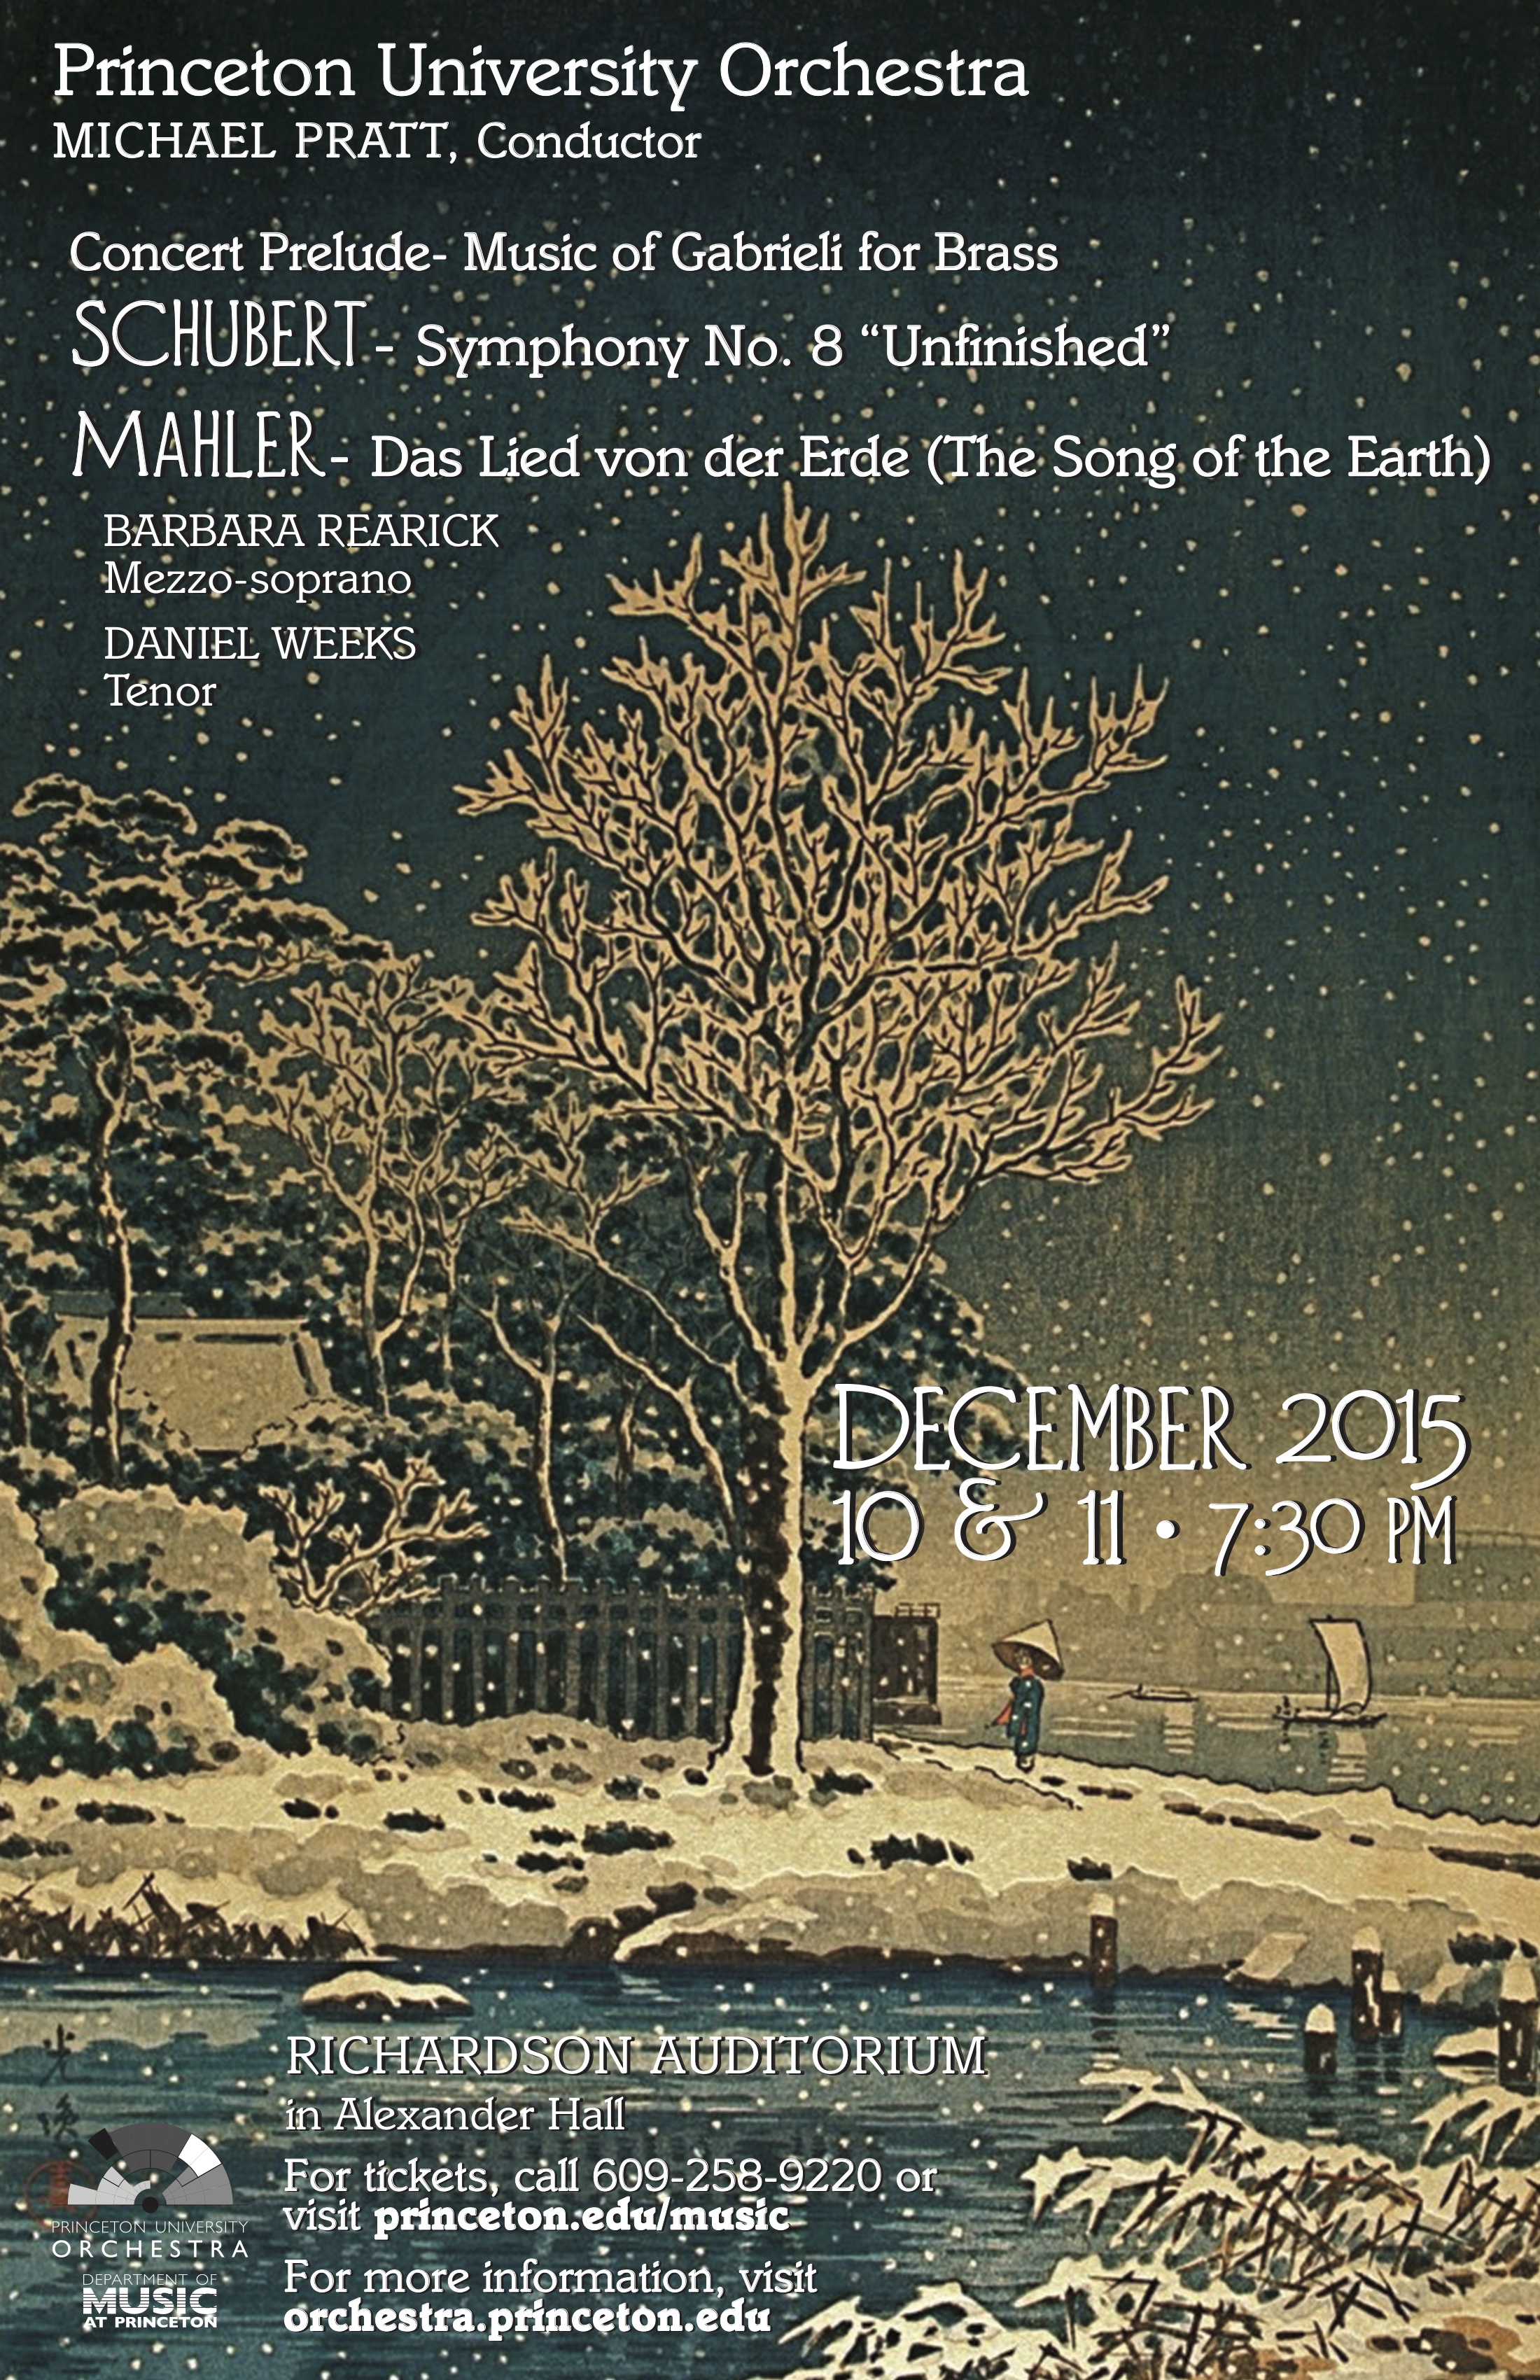 Princeton University Orchestra
MICHAEL PRATT, Conductor
Concert Prelude- Music of Gabrieli for Brass
SCHUBERT- Symphony No. 8 “Unfinished”
MAHLER- Das Lied von der Erde (The Song of the Earth)
BARBARA REARICK
Mezzo-soprano
DANIEL WEEKS
Tenor
DECEMBER 2015
10 & 11 • 7:30 PM
RICHARDSON AUDITORIUM
in Alexander Hall
For tickets, call 609-258-9220 or
visit princeton.edu/music
For more information, visit
orchestra.princeton.edu
PRINCETON UNIVERSITY
ORCHESTRA
DEPARTMENT OF
MUSIC
AT PRINCETON
光